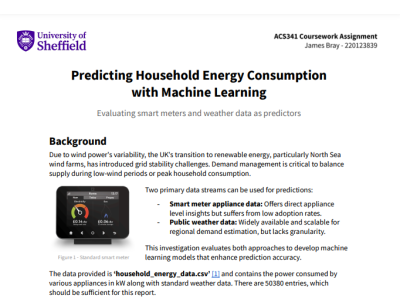 University of
Sheffield
ACS341 Coursework Assignment
James Bray - 220123839
Predicting Household Energy Consumption
with Machine Learning
Evaluating smart meters and weather data as predictors
Background
Due to wind power's variability, the UK's transition to renewable energy, particularly North Sea
wind farms, has introduced grid stability challenges. Demand management is critical to balance
supply during low-wind periods or peak household consumption.
Two primary data streams can be used for predictions:
- Smart meter appliance data: Offers direct appliance
level insights but suffers from low adoption rates.
- Public weather data: Widely available and scalable for
regional demand estimation, but lacks granularity.
This investigation evaluates both approaches to develop machine
learning models that enhance prediction accuracy.
Figure 1 - Standard smart meter
The data provided is 'household_energy_data.csv' [1] and contains the power consumed by
various appliances in kW along with standard weather data. There are 50380 entries, which
should be sufficient for this report.